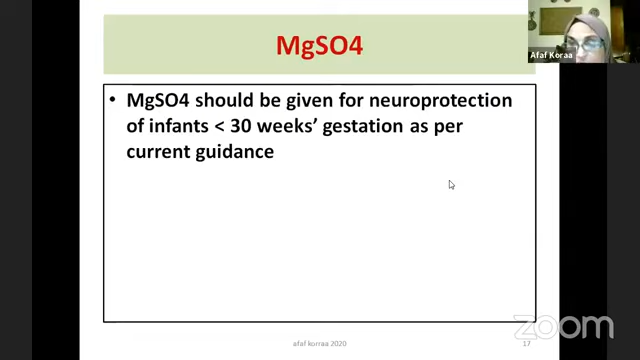 MgSO4
Afaf Koraa
• MgSO4 should be given for neuroprotection
of infants < 30 weeks' gestation as per
current guidance
zoom
afaf korraa 2020
17